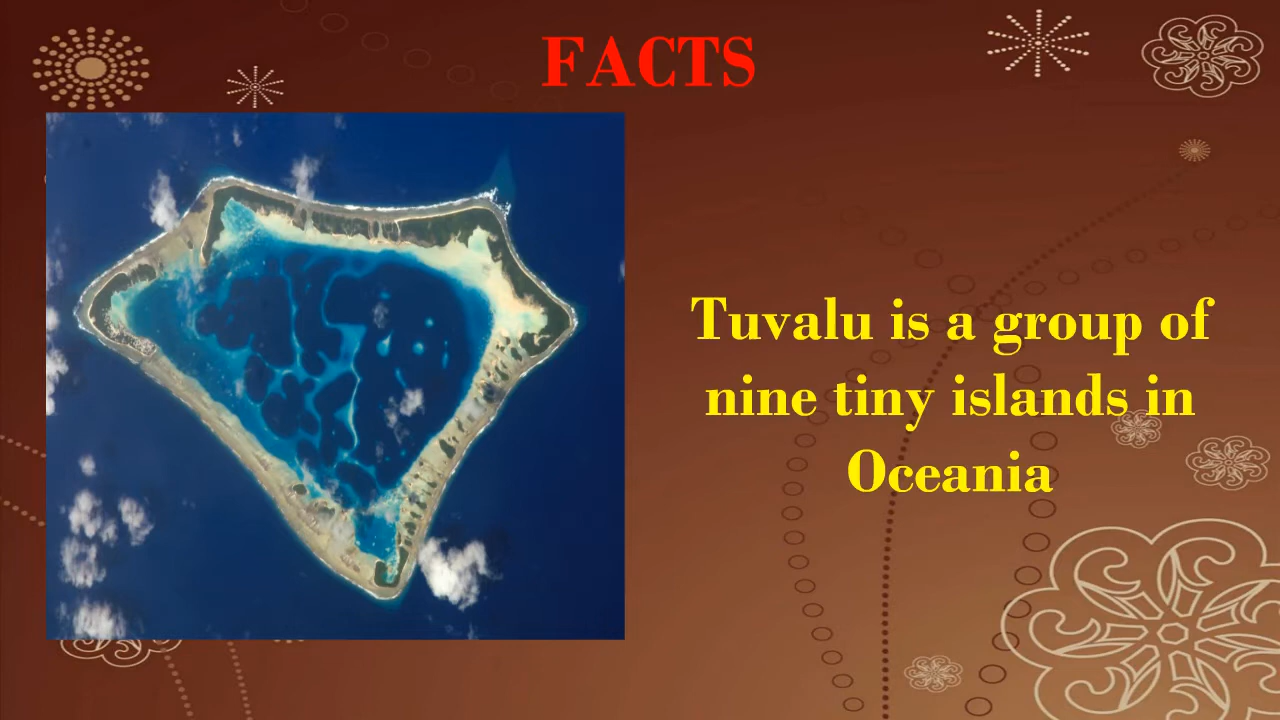 FACTS
Tuvalu is a group of
nine tiny islands in
Oceania